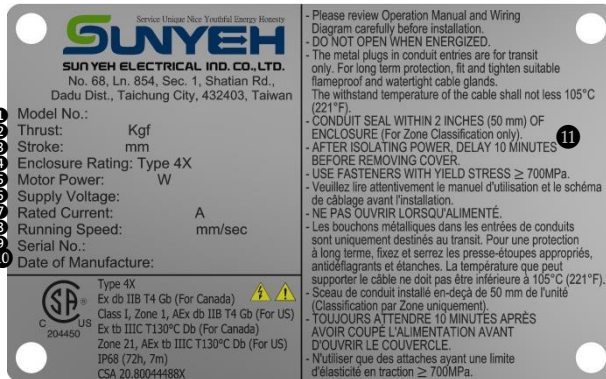 Service Unique Nice Youthful Energy Honesty
SUNYEH
SUN YEH ELECTRICAL IND. CO.,LTD.
No. 68, Ln. 854, Sec. 1, Shatian Rd.,
Dadu Dist., Taichung City, 432403, Taiwan
1 Model No.:
2 Thrust: Kgf
3 Stroke: mm
4 Enclosure Rating: Type 4X
5 Motor Power: W
6 Supply Voltage:
7 Rated Current: A
8 Running Speed: mm/sec
9 Serial No.:
10 Date of Manufacture:
SA ®
C US
204450
Type 4X
Ex db IIB T4 Gb (For Canada)
Class I, Zone 1, AEx db IIB T4 Gb (For US)
Ex tb IIIC T130°C Db (For Canada)
Zone 21, AEx tb IIIC T130°C Db (For US)
IP68 (72h, 7m)
CSA 20.80044488X
- Please review Operation Manual and Wiring
Diagram carefully before installation.
- DO NOT OPEN WHEN ENERGIZED.
- The metal plugs in conduit entries are for transit
only. For long term protection, fit and tighten suitable
flameproof and watertight cable glands.
The withstand temperature of the cable shall not less 105°C
(221°F).
- CONDUIT SEAL WITHIN 2 INCHES (50 mm) OF
ENCLOSURE (For Zone Classification only).
11
- AFTER ISOLATING POWER, DELAY 10 MINUTES
BEFORE REMOVING COVER.
- USE FASTENERS WITH YIELD STRESS ≥ 700MPa.
- Veuillez lire attentivement le manuel d'utilisation et le schéma
de câblage avant l'installation.
- NE PAS OUVRIR LORSQU'ALIMENTÉ.
- Les bouchons métalliques dans les entrées de conduits
sont uniquement destinés au transit. Pour une protection
à long terme, fixez et serrez les presse-étoupes appropriés,
antidéflagrants et étanches. La température que peut
supporter le câble ne doit pas être inférieure à 105°C (221°F).
- Sceau de conduit installé en-deçà de 50 mm de l'unité
(Classification par Zone uniquement).
- TOUJOURS ATTENDRE 10 MINUTES APRÈS
AVOIR COUPÉ L'ALIMENTATION AVANT
D'OUVRIR LE COUVERCLE.
- N'utiliser que des attaches ayant une limite
d'élasticité en traction ≥ 700MPa.